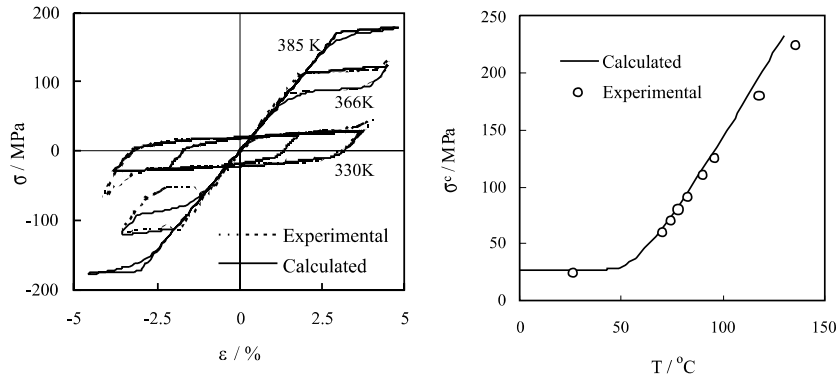 200
100
0
-100
-200
-5
-2.5
0
2.5
5
σ / MPa
ε / %
385 K
366K
330K
Experimental
Calculated
250
200
150
100
50
0
0
50
100
150
σᶜ / MPa
T / °C
Calculated
Experimental